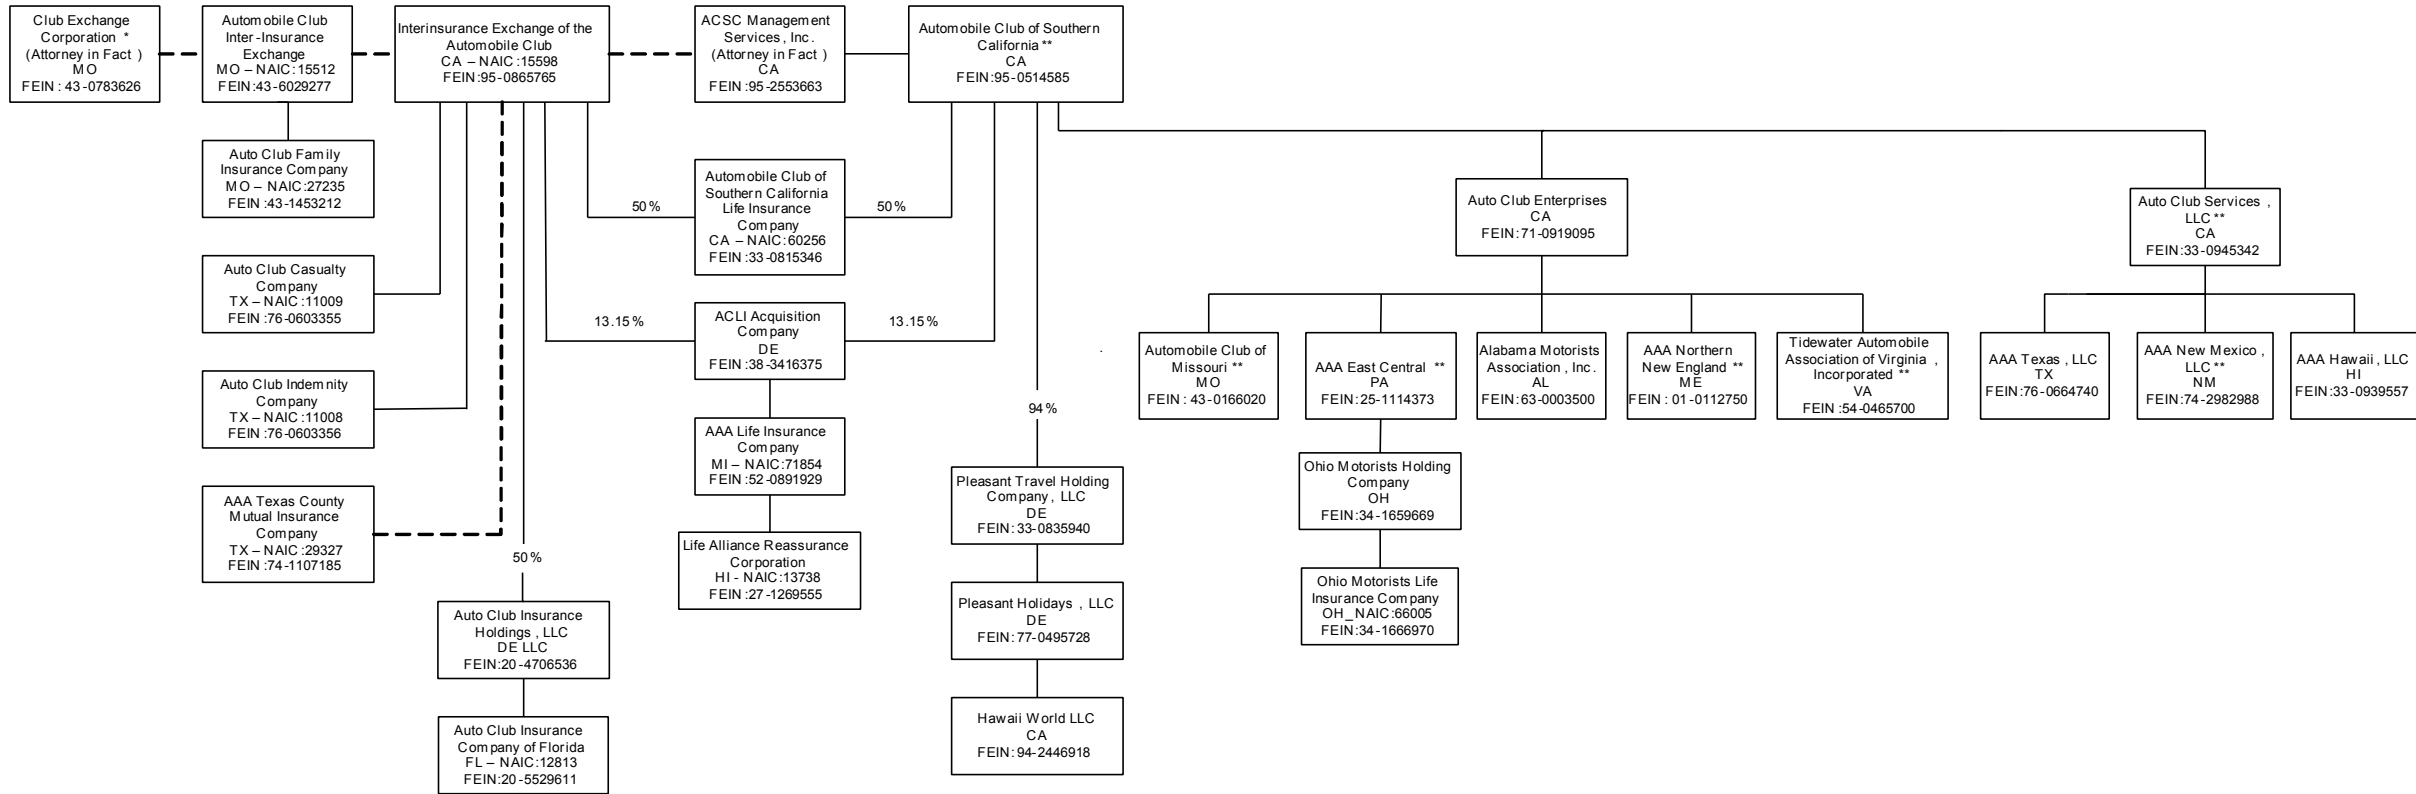 Club Exchange
Corporation *
(Attorney in Fact )
MO
FEIN : 43-0783626
Automobile Club
Inter-Insurance
Exchange
MO – NAIC:15512
FEIN:43-6029277
Interinsurance Exchange of the
Automobile Club
CA – NAIC:15598
FEIN:95-0865765
ACSC Management
Services, Inc.
(Attorney in Fact )
CA
FEIN:95-2553663
Automobile Club of Southern
California **
CA
FEIN:95-0514585
Auto Club Family
Insurance Company
MO – NAIC:27235
FEIN :43-1453212
Auto Club Casualty
Company
TX – NAIC:11009
FEIN :76-0603355
Auto Club Indemnity
Company
TX – NAIC:11008
FEIN :76-0603356
AAA Texas County
Mutual Insurance
Company
TX – NAIC:29327
FEIN :74-1107185
50%
Auto Club Insurance
Holdings , LLC
DE LLC
FEIN:20-4706536
Auto Club Insurance
Company of Florida
FL – NAIC:12813
FEIN:20-5529611
50%
Automobile Club of
Southern California
Life Insurance
Company
CA – NAIC:60256
FEIN:33-0815346
50%
13.15%
ACLI Acquisition
Company
DE
FEIN:38-3416375
13.15%
AAA Life Insurance
Company
MI – NAIC:71854
FEIN:52-0891929
Life Alliance Reassurance
Corporation
HI - NAIC:13738
FEIN:27-1269555
94%
Pleasant Travel Holding
Company, LLC
DE
FEIN:33-0835940
Pleasant Holidays , LLC
DE
FEIN:77-0495728
Hawaii World LLC
CA
FEIN:94-2446918
Auto Club Enterprises
CA
FEIN:71-0919095
Auto Club Services ,
LLC **
CA
FEIN:33-0945342
Automobile Club of
Missouri **
MO
FEIN : 43-0166020
AAA East Central **
PA
FEIN:25-1114373
Alabama Motorists
Association , Inc.
AL
FEIN:63-0003500
AAA Northern
New England **
ME
FEIN : 01-0112750
Tidewater Automobile
Association of Virginia ,
Incorporated **
VA
FEIN :54-0465700
AAA Texas , LLC
TX
FEIN:76-0664740
AAA New Mexico ,
LLC **
NM
FEIN:74-2982988
AAA Hawaii , LLC
HI
FEIN:33-0939557
Ohio Motorists Holding
Company
OH
FEIN:34-1659669
Ohio Motorists Life
Insurance Company
OH_NAIC:66005
FEIN:34-1666970